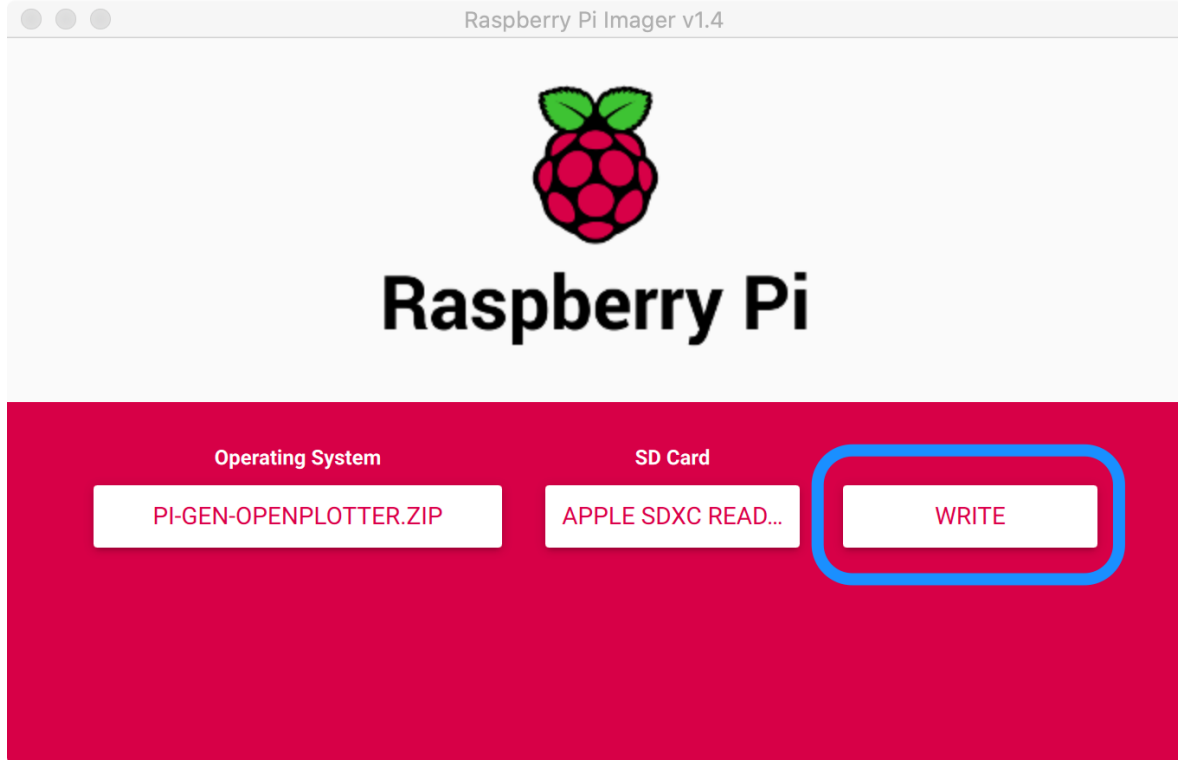 Raspberry Pi Imager v1.4
Raspberry Pi
Operating System
SD Card
PI-GEN-OPENPLOTTER.ZIP
APPLE SDXC READ...
WRITE